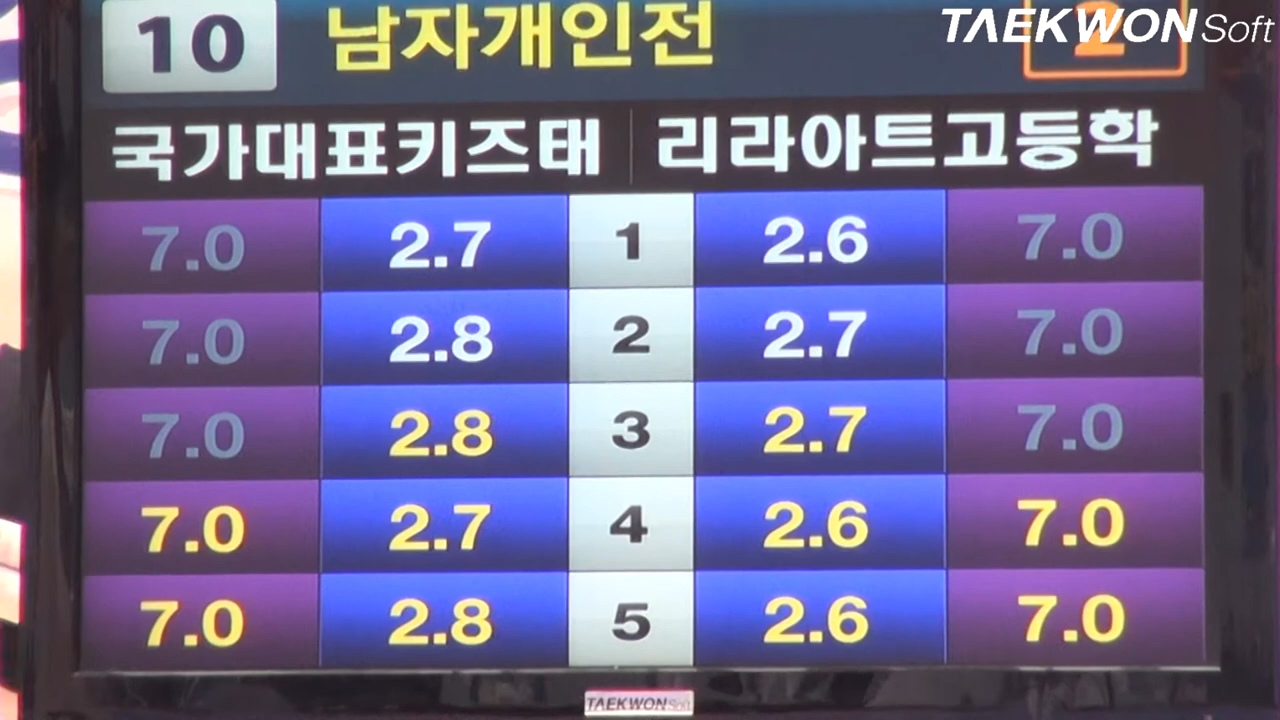 TAEKWON Soft
10 남자개인전 2
국가대표키즈태 리라아트고등학
7.0 2.7 1 2.6 7.0
7.0 2.8 2 2.7 7.0
7.0 2.8 3 2.7 7.0
7.0 2.7 4 2.6 7.0
7.0 2.8 5 2.6 7.0
TAEKWONSoft